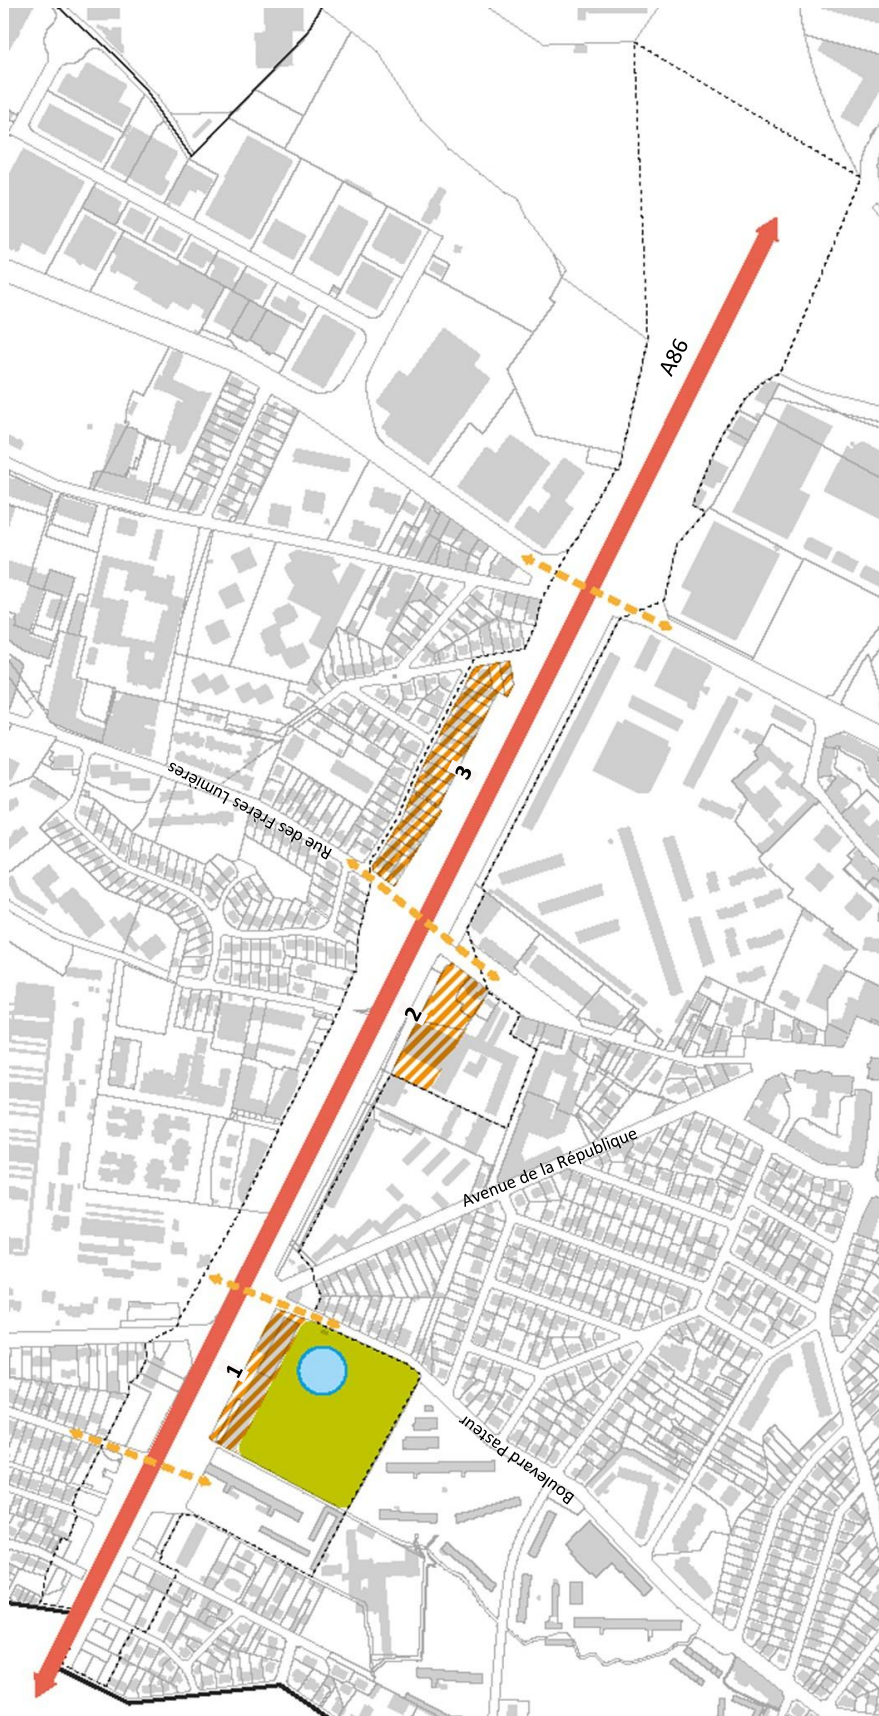 A86
Rue des Frères Lumières
3
2
Avenue de la République
1
Boulevard Pasteur